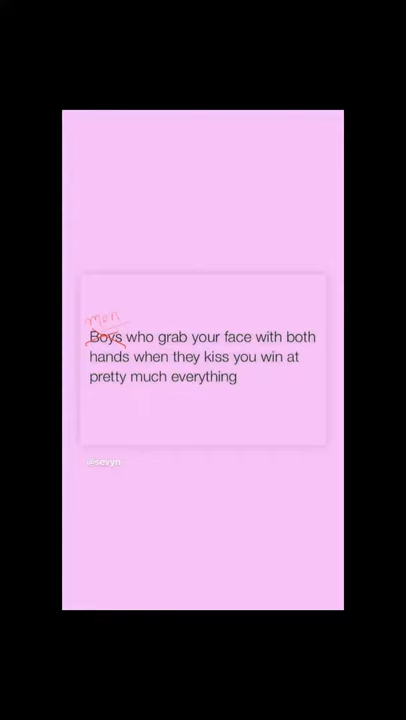 men
Boys who grab your face with both
hands when they kiss you win at
pretty much everything
@sevyn